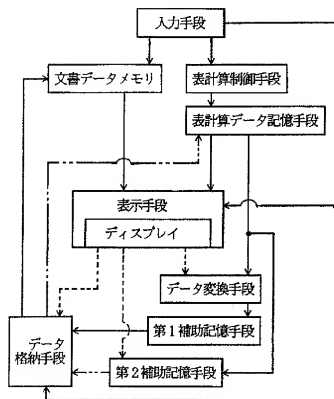 入力手段
文書データメモリ
表計算制御手段
表計算データ記憶手段
表示手段
ディスプレイ
データ変換手段
第1補助記憶手段
データ
格納手段
第2補助記憶手段